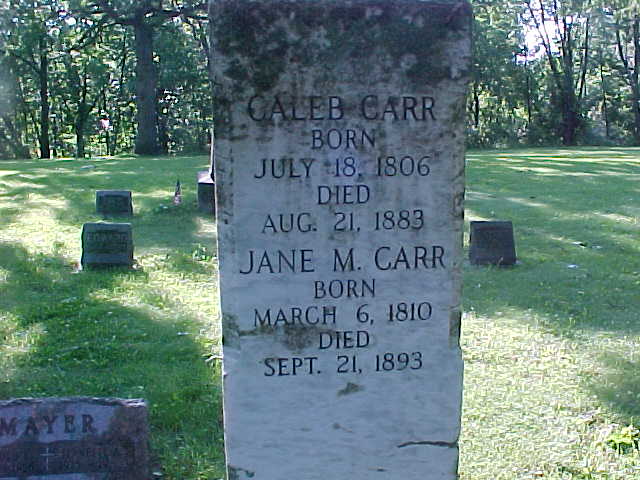 CALEB CARR
BORN
JULY 18, 1806
DIED
AUG. 21, 1883
JANE M. CARR
BORN
MARCH 6, 1810
DIED
SEPT. 21, 1893
MAYER